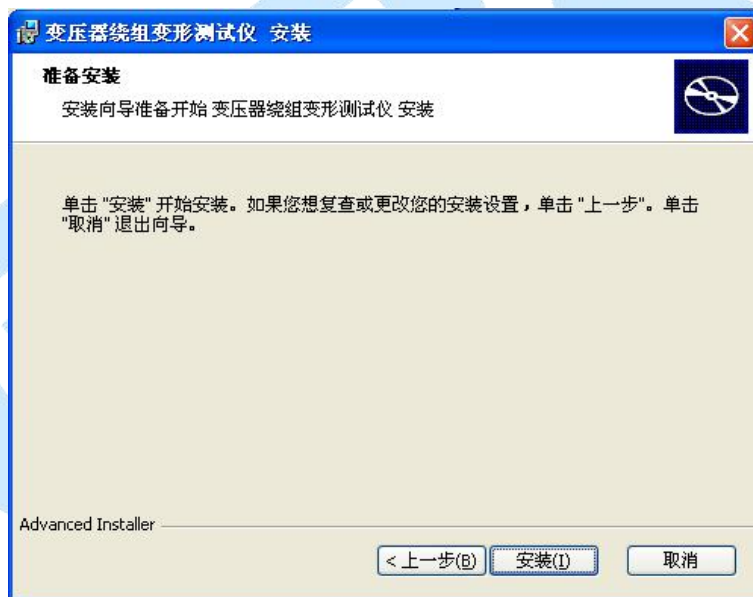 变压器绕组变形测试仪 安装
准备安装
安装向导准备开始 变压器绕组变形测试仪 安装
单击 "安装" 开始安装。如果您想复查或更改您的安装设置，单击 "上一步"。单击
"取消" 退出向导。
Advanced Installer
< 上一步(B)
安装(I)
取消